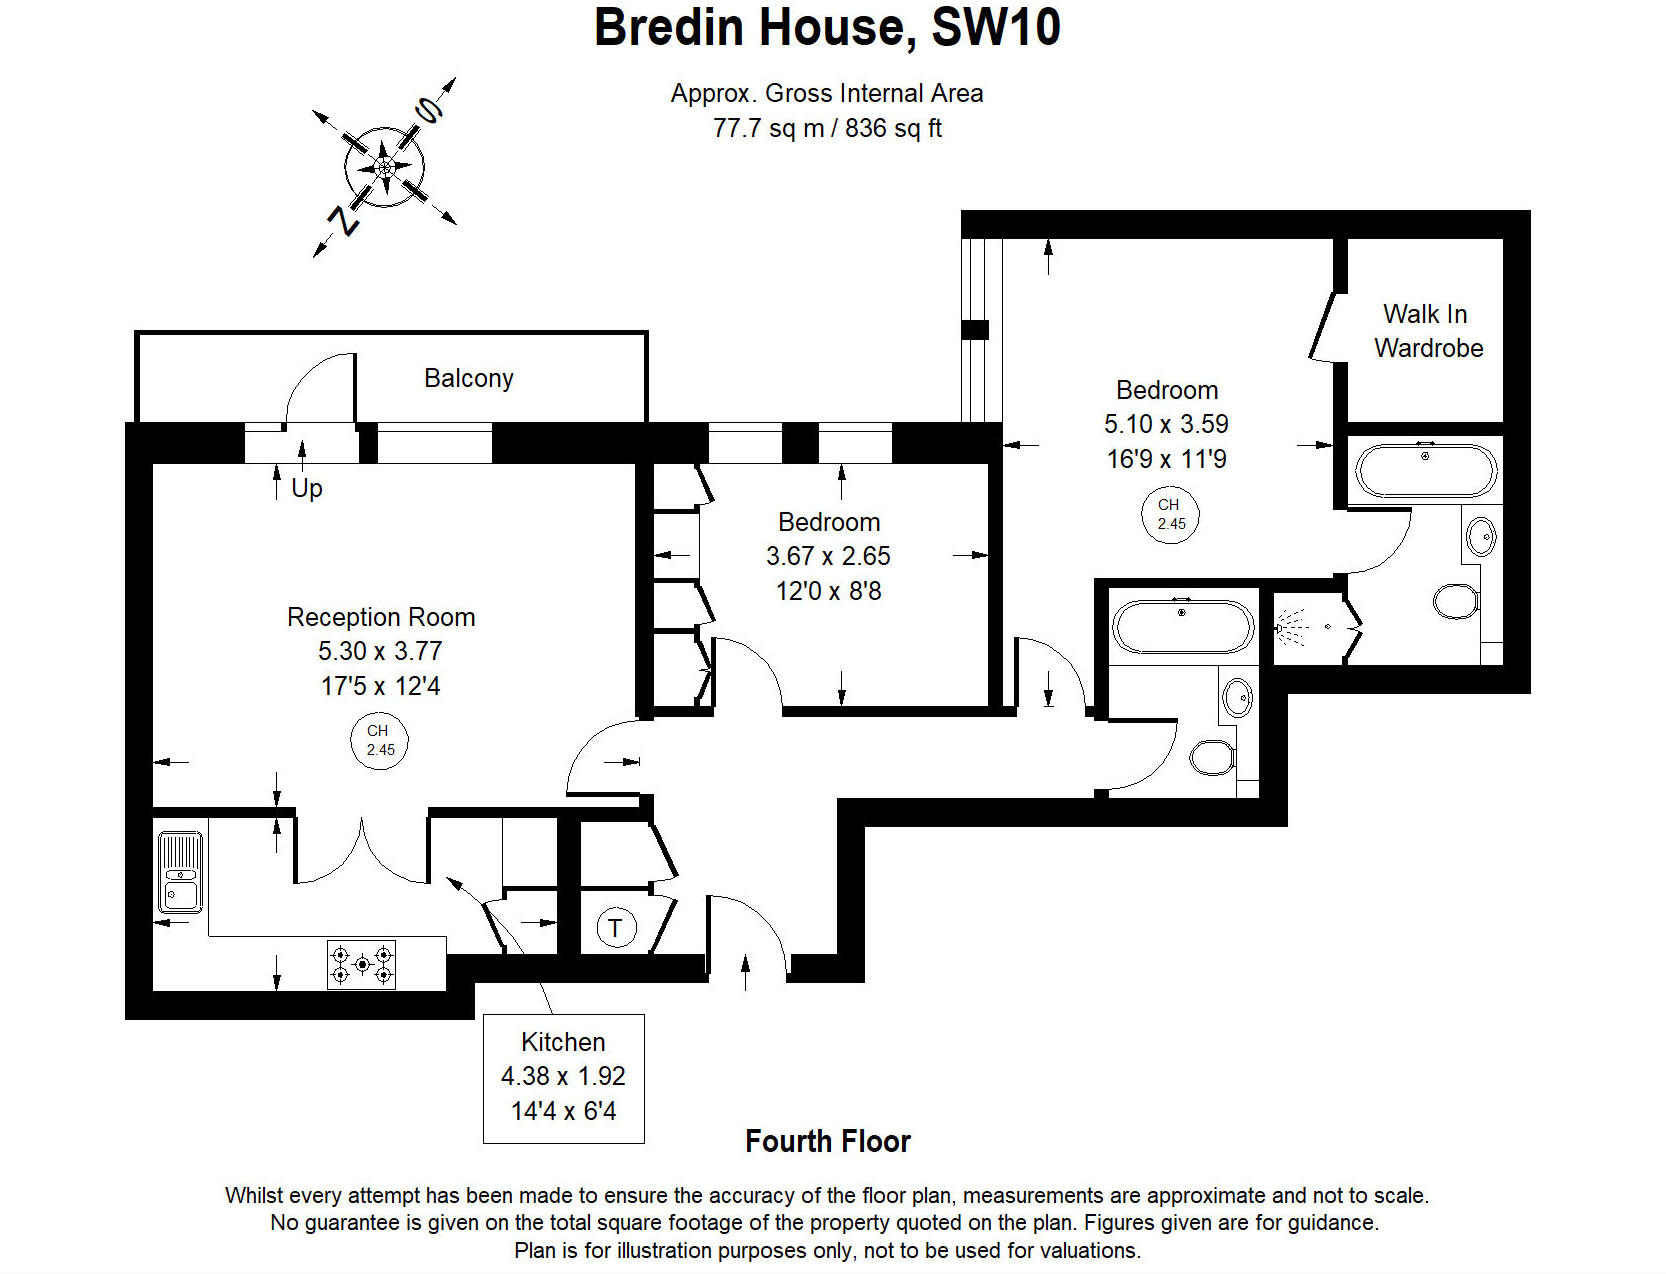 Bredin House, SW10
Approx. Gross Internal Area
77.7 sq m / 836 sq ft
S
N
Walk In
Wardrobe
Balcony
Bedroom
5.10 x 3.59
16'9 x 11'9
CH
2.45
Up
Bedroom
3.67 x 2.65
12'0 x 8'8
Reception Room
5.30 x 3.77
17'5 x 12'4
CH
2.45
T
Kitchen
4.38 x 1.92
14'4 x 6'4
Fourth Floor
Whilst every attempt has been made to ensure the accuracy of the floor plan, measurements are approximate and not to scale.
No guarantee is given on the total square footage of the property quoted on the plan. Figures given are for guidance.
Plan is for illustration purposes only, not to be used for valuations.